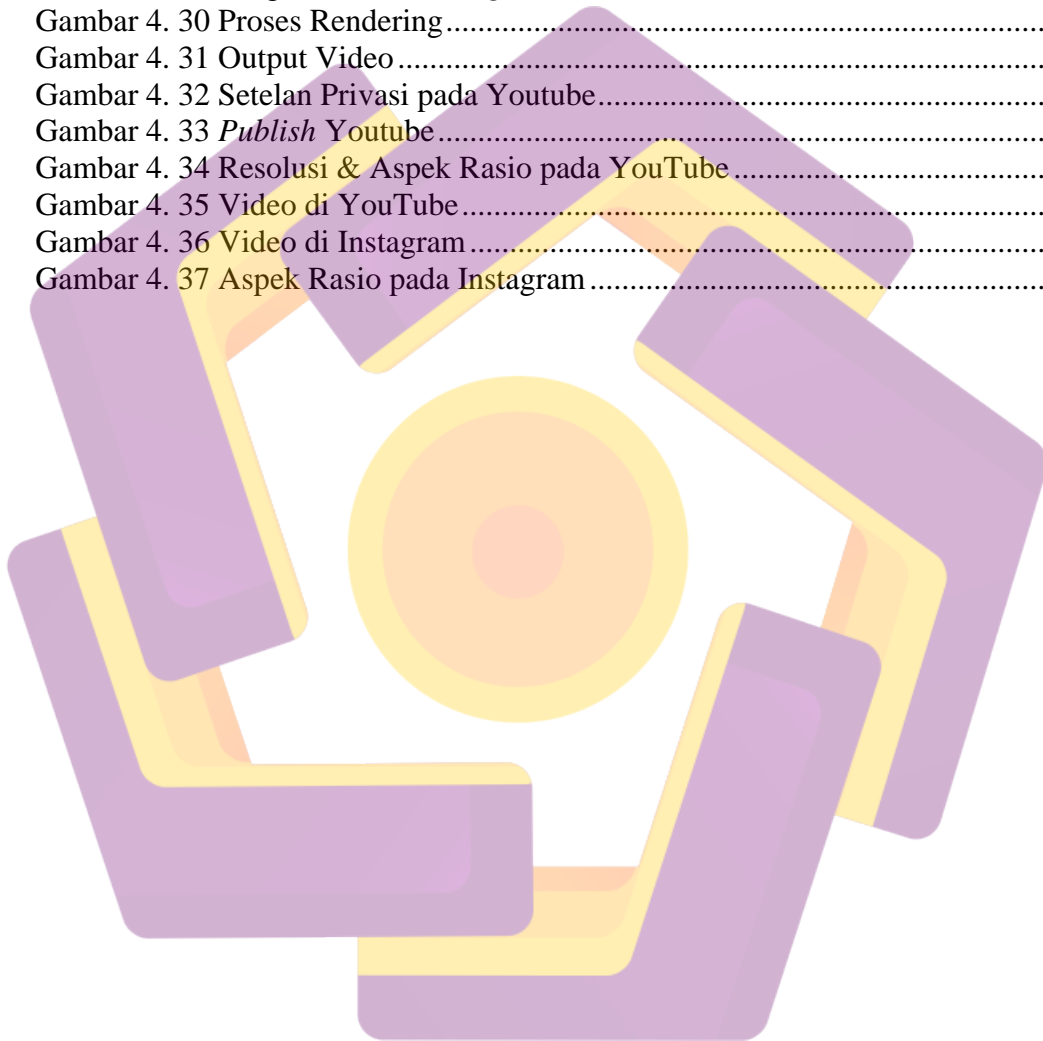 Gambar 4. 30 Proses Rendering.......................................................................
Gambar 4. 31 Output Video.............................................................................
Gambar 4. 32 Setelan Privasi pada Youtube....................................................
Gambar 4. 33 Publish Youtube........................................................................
Gambar 4. 34 Resolusi & Aspek Rasio pada YouTube...................................
Gambar 4. 35 Video di YouTube.....................................................................
Gambar 4. 36 Video di Instagram....................................................................
Gambar 4. 37 Aspek Rasio pada Instagram.....................................................